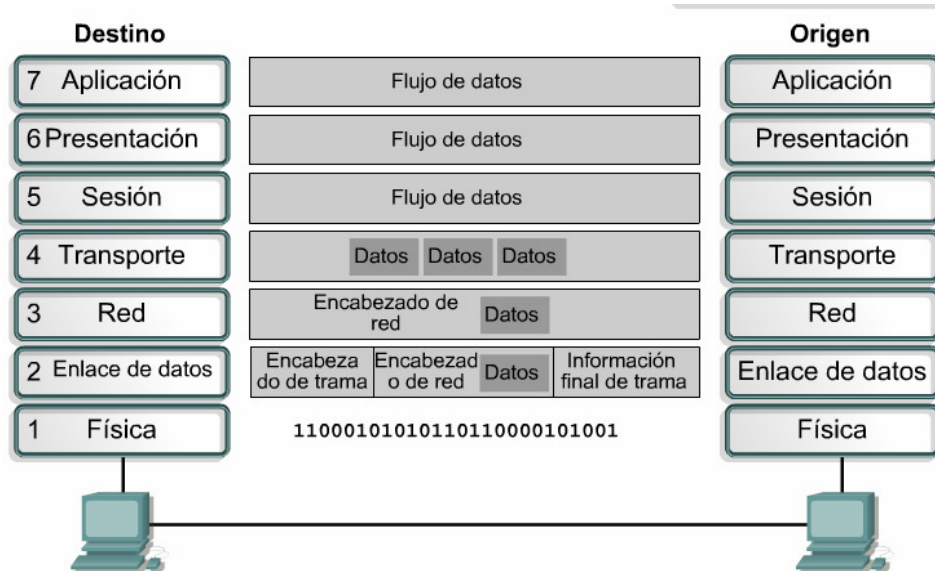 Destino
Origen
7 Aplicación
Flujo de datos
Aplicación
6 Presentación
Flujo de datos
Presentación
5 Sesión
Flujo de datos
Sesión
4 Transporte
Datos Datos Datos
Transporte
3 Red
Encabezado de
red
Datos
Red
2 Enlace de datos
Encabeza
do de trama
Encabezad
o de red
Datos
Información
final de trama
Enlace de datos
1 Física
110001010101101110000101001
Física